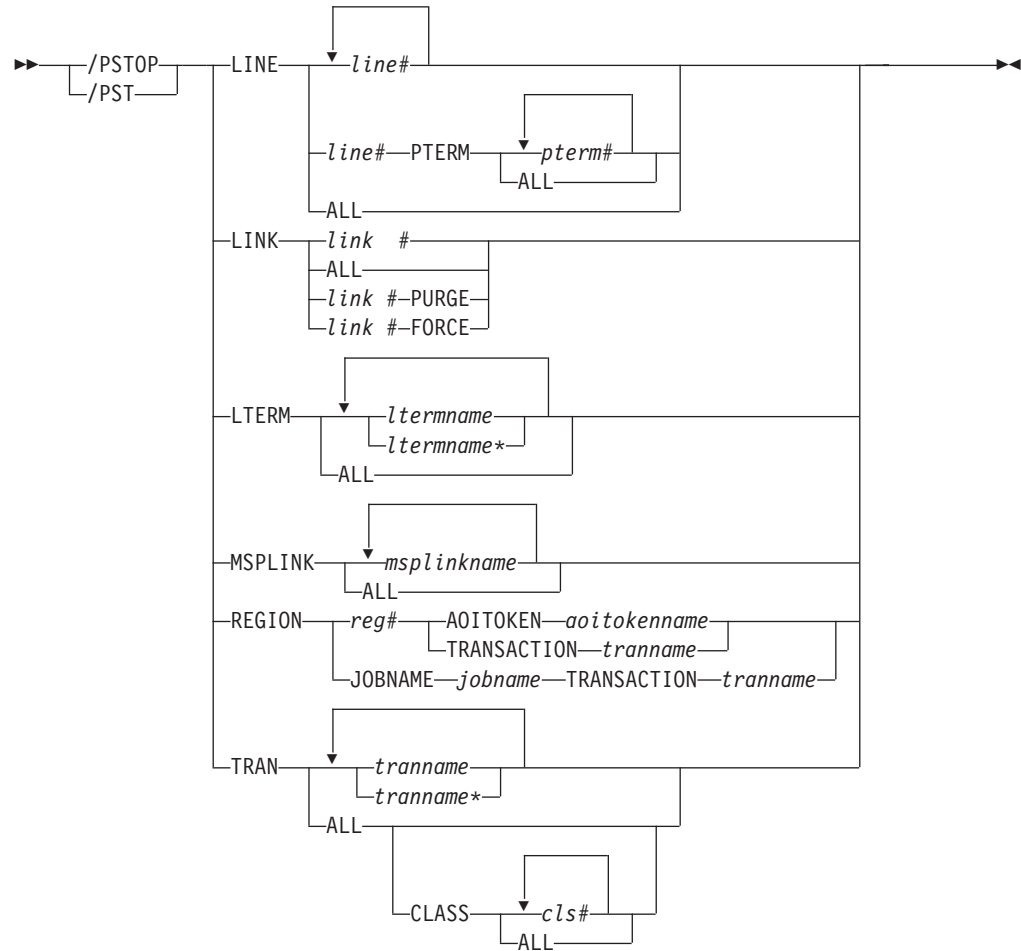 /PSTOP LINE line#
/PST
line# PTERM pterm#
ALL
ALL
LINK link #
ALL
link # PURGE
link # FORCE
LTERM ltermname
ltermname*
ALL
MSPLINK msplinkname
ALL
REGION reg# AOITOKEN aoitokenname
TRANSACTION tranname
JOBNAME jobname TRANSACTION tranname
TRAN tranname
tranname*
ALL
CLASS cls#
ALL